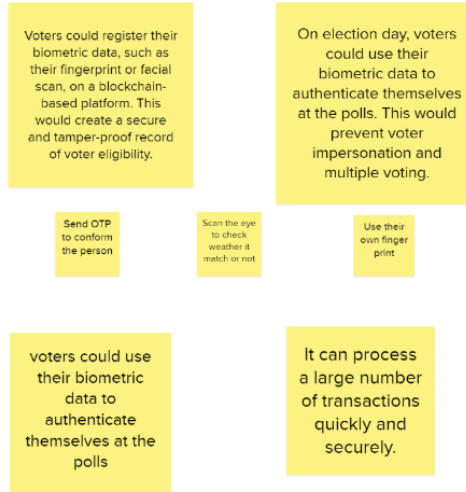 Voters could register their
biometric data, such as
their fingerprint or facial
scan, on a blockchain-
based platform. This
would create a secure
and tamper-proof record
of voter eligibility.
On election day, voters
could use their
biometric data to
authenticate themselves
at the polls. This would
prevent voter
impersonation and
multiple voting.
Send OTP
to conform
the person
Scan the eye
to check
weather it
match or not
Use their
own finger
print
voters could use
their biometric
data to
authenticate
themselves at the
polls
It can process
a large number
of transactions
quickly and
securely.